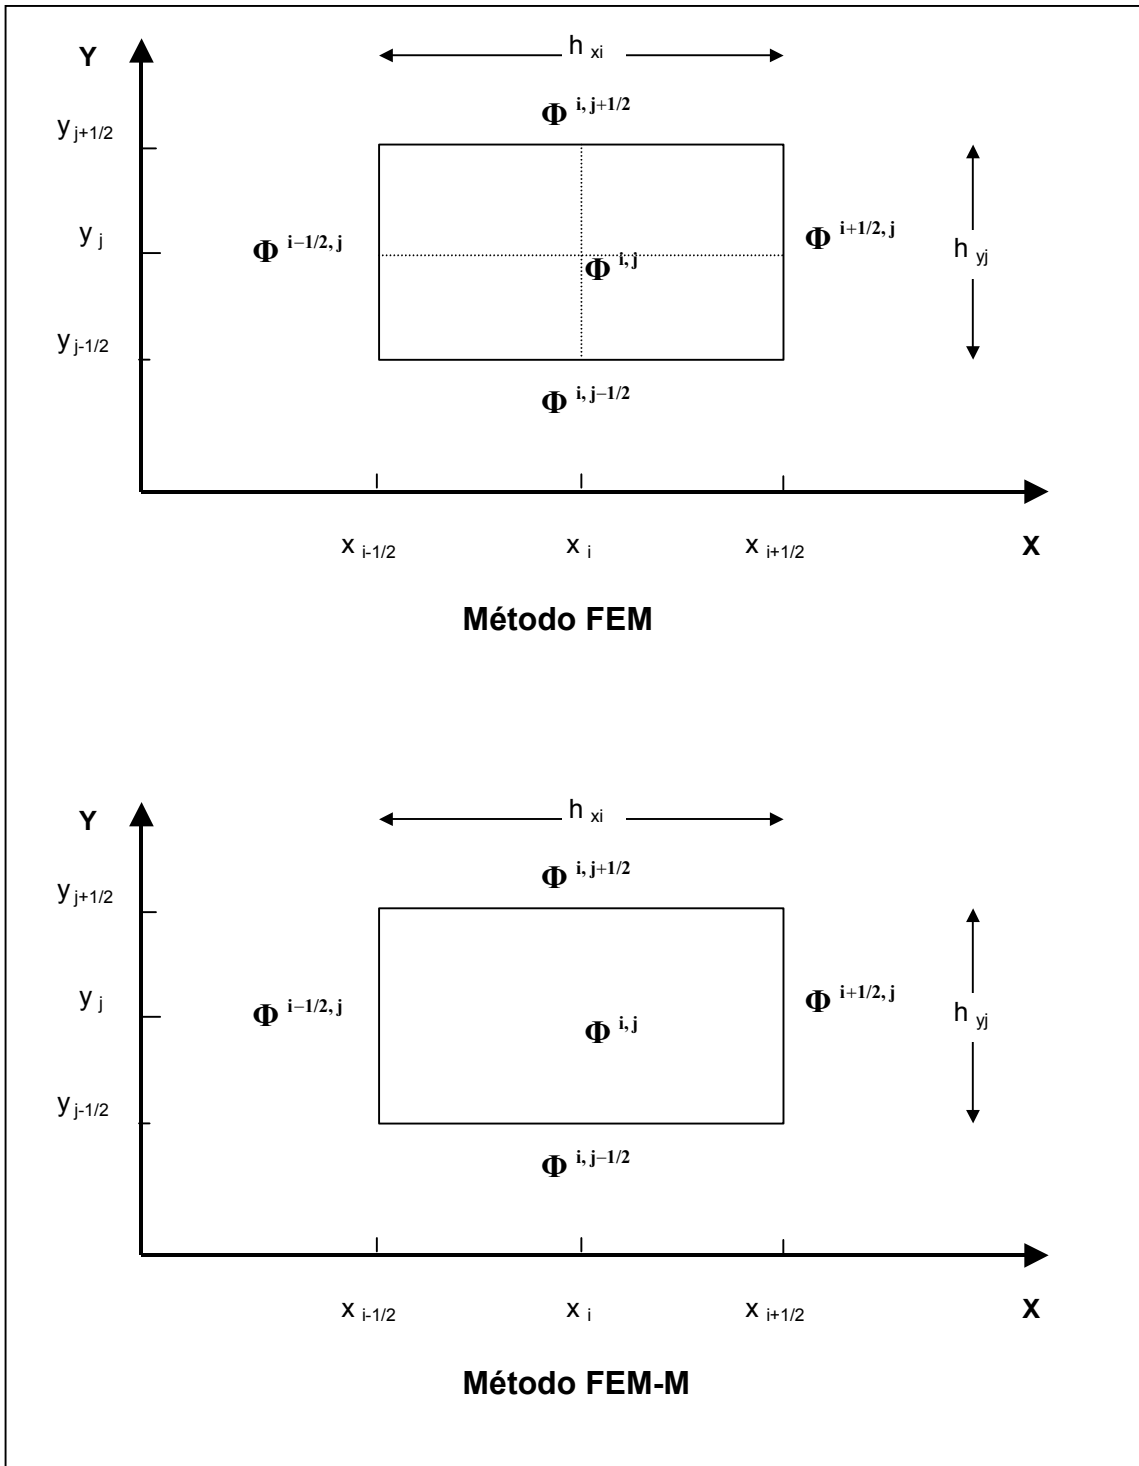 Y
h xi
Φ i, j+1/2
y j+1/2
y j
Φ i−1/2, j
Φ i, j
Φ i+1/2, j
h yj
y j-1/2
Φ i, j−1/2
x i-1/2
x i
x i+1/2
X
Método FEM
Y
h xi
Φ i, j+1/2
y j+1/2
y j
Φ i−1/2, j
Φ i, j
Φ i+1/2, j
h yj
y j-1/2
Φ i, j−1/2
x i-1/2
x i
x i+1/2
X
Método FEM-M